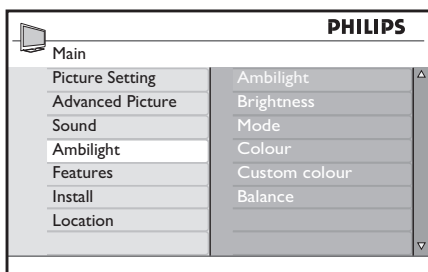 PHILIPS
Main
Picture Setting
Advanced Picture
Sound
Ambilight
Features
Install
Location
Ambilight
Brightness
Mode
Colour
Custom colour
Balance